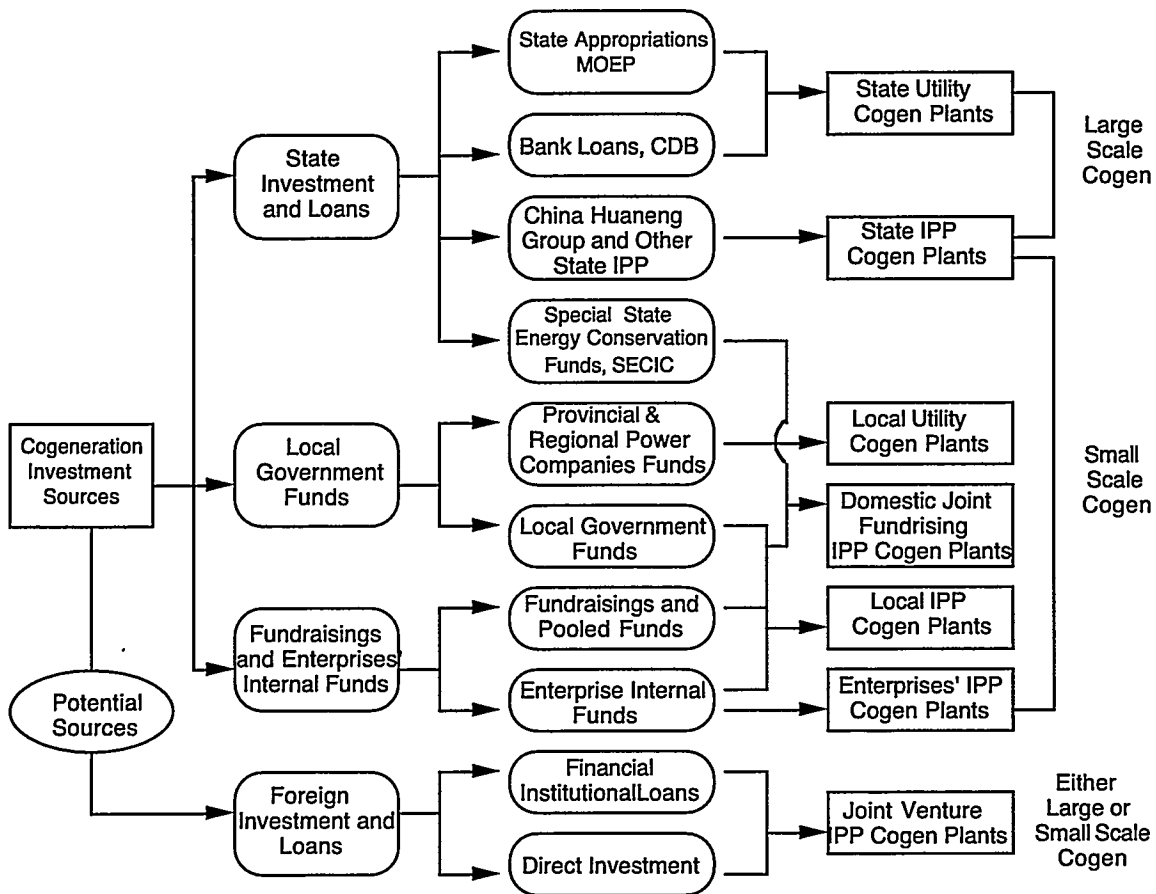 Cogeneration
Investment
Sources
Potential
Sources
State
Investment
and Loans
Local
Government
Funds
Fundraisings
and Enterprises'
Internal Funds
Foreign
Investment and
Loans
State Appropriations
MOEP
Bank Loans, CDB
China Huaneng
Group and Other
State IPP
Special State
Energy Conservation
Funds, SECIC
Provincial &
Regional Power
Companies Funds
Local Government
Funds
Fundraisings and
Pooled Funds
Enterprise Internal
Funds
Financial
InstitutionalLoans
Direct Investment
State Utility
Cogen Plants
State IPP
Cogen Plants
Local Utility
Cogen Plants
Domestic Joint
Fundrising
IPP Cogen Plants
Local IPP
Cogen Plants
Enterprises' IPP
Cogen Plants
Joint Venture
IPP Cogen Plants
Large
Scale
Cogen
Small
Scale
Cogen
Either
Large or
Small Scale
Cogen